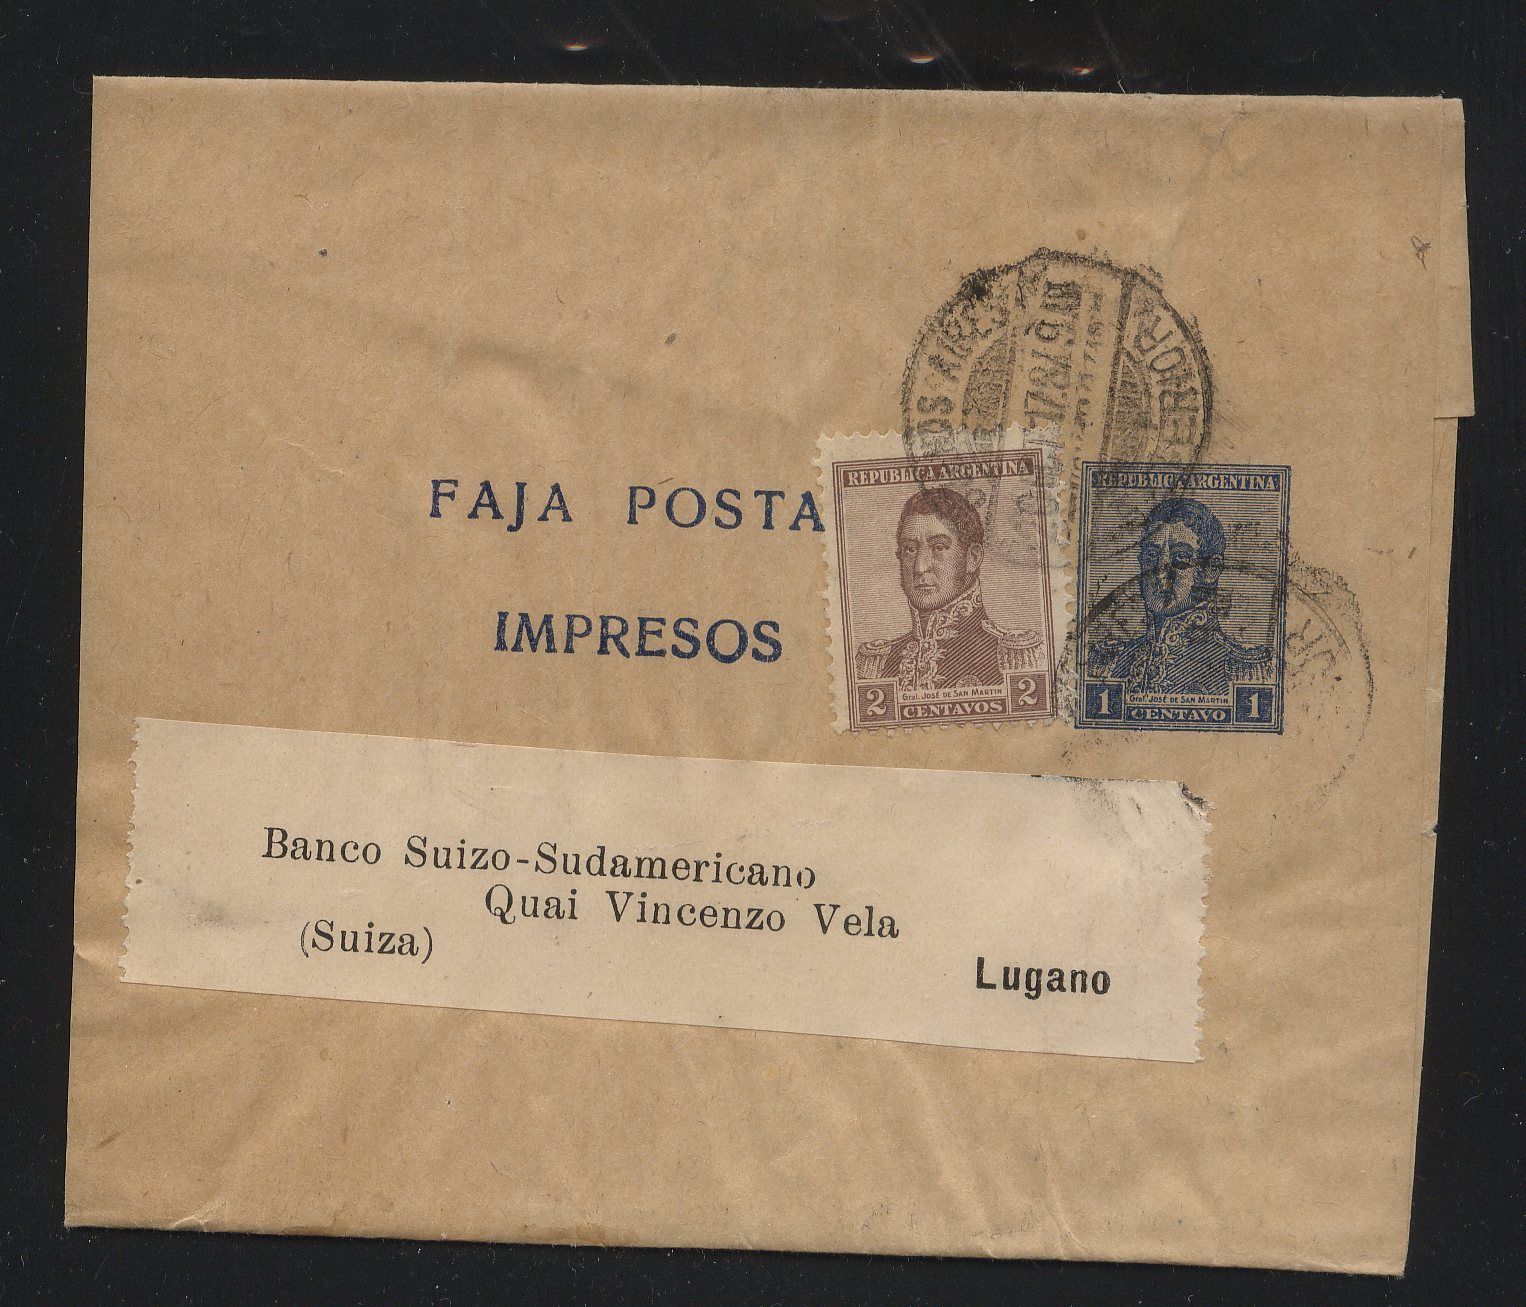 FAJA POSTA
IMPRESOS
REPUBLICA ARGENTINA
Gral. JOSÉ DE SAN MARTIN
2 CENTAVOS 2
REPUBLICA ARGENTINA
Gral. JOSÉ DE SAN MARTIN
1 CENTAVO 1
Banco Suizo-Sudamericano
Quai Vincenzo Vela
(Suiza)
Lugano